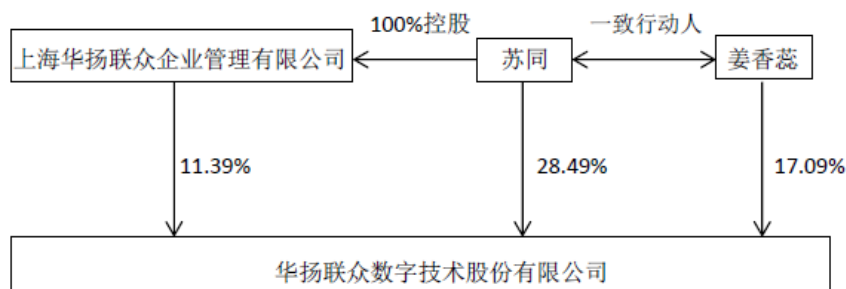 100%控股
一致行动人
上海华扬联众企业管理有限公司
苏同
姜香蕊
11.39%
28.49%
17.09%
华扬联众数字技术股份有限公司